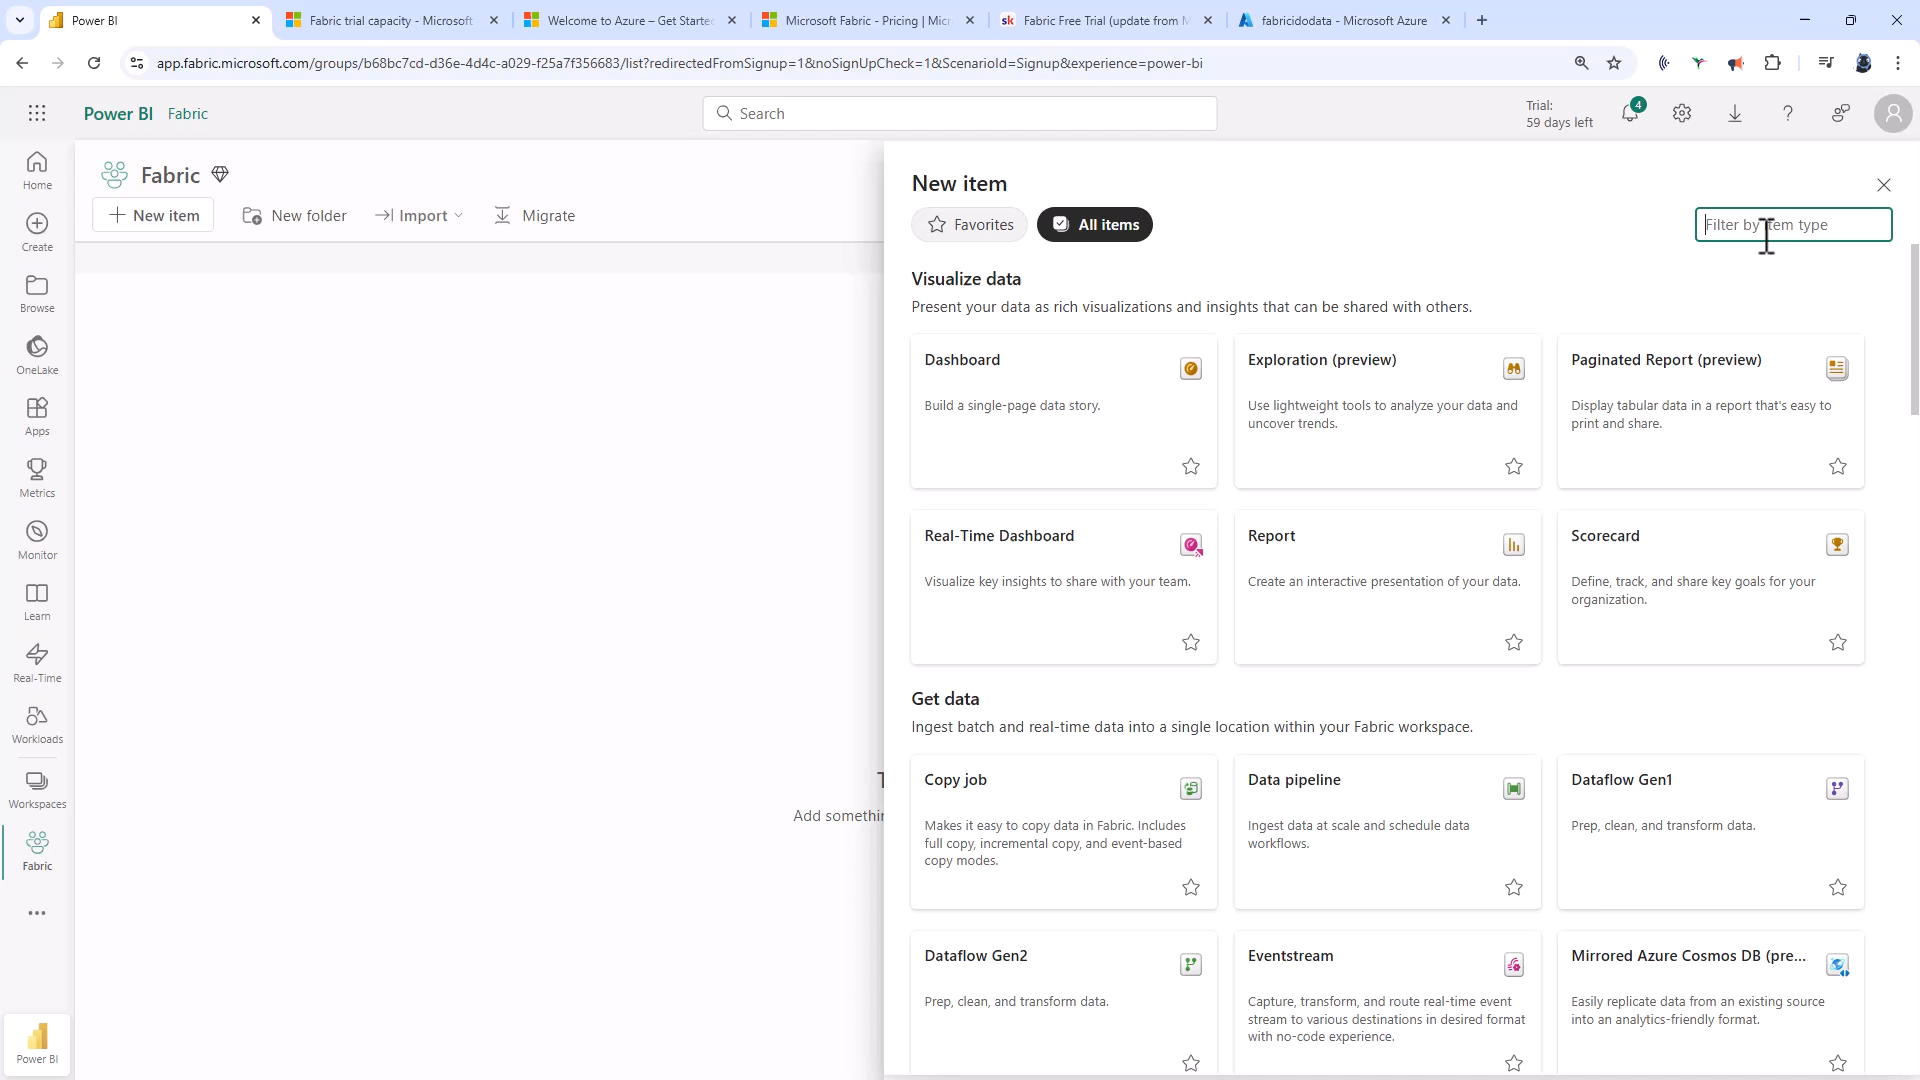 Power BI
Fabric trial capacity - Microsoft
Welcome to Azure – Get Starte
Microsoft Fabric - Pricing | Micr
Fabric Free Trial (update from M
fabricidodata - Microsoft Azure
app.fabric.microsoft.com/groups/b68bc7cd-d36e-4d4c-a029-f25a7f356683/list?redirectedFromSignup=1&noSignUpCheck=1&ScenarioId=Signup&experience=power-bi
Power BI Fabric
Search
Trial:
59 days left
4
Home
Create
Browse
OneLake
Apps
Metrics
Monitor
Learn
Real-Time
Workloads
Workspaces
Fabric
Power BI
Fabric
New item
New folder
Import
Migrate
Add somethin
New item
Favorites
All items
Filter by item type
Visualize data
Present your data as rich visualizations and insights that can be shared with others.
Dashboard
Build a single-page data story.
Exploration (preview)
Use lightweight tools to analyze your data and
uncover trends.
Paginated Report (preview)
Display tabular data in a report that's easy to
print and share.
Real-Time Dashboard
Visualize key insights to share with your team.
Report
Create an interactive presentation of your data.
Scorecard
Define, track, and share key goals for your
organization.
Get data
Ingest batch and real-time data into a single location within your Fabric workspace.
Copy job
Makes it easy to copy data in Fabric. Includes
full copy, incremental copy, and event-based
copy modes.
Data pipeline
Ingest data at scale and schedule data
workflows.
Dataflow Gen1
Prep, clean, and transform data.
Dataflow Gen2
Prep, clean, and transform data.
Eventstream
Capture, transform, and route real-time event
stream to various destinations in desired format
with no-code experience.
Mirrored Azure Cosmos DB (pre...
Easily replicate data from an existing source
into an analytics-friendly format.